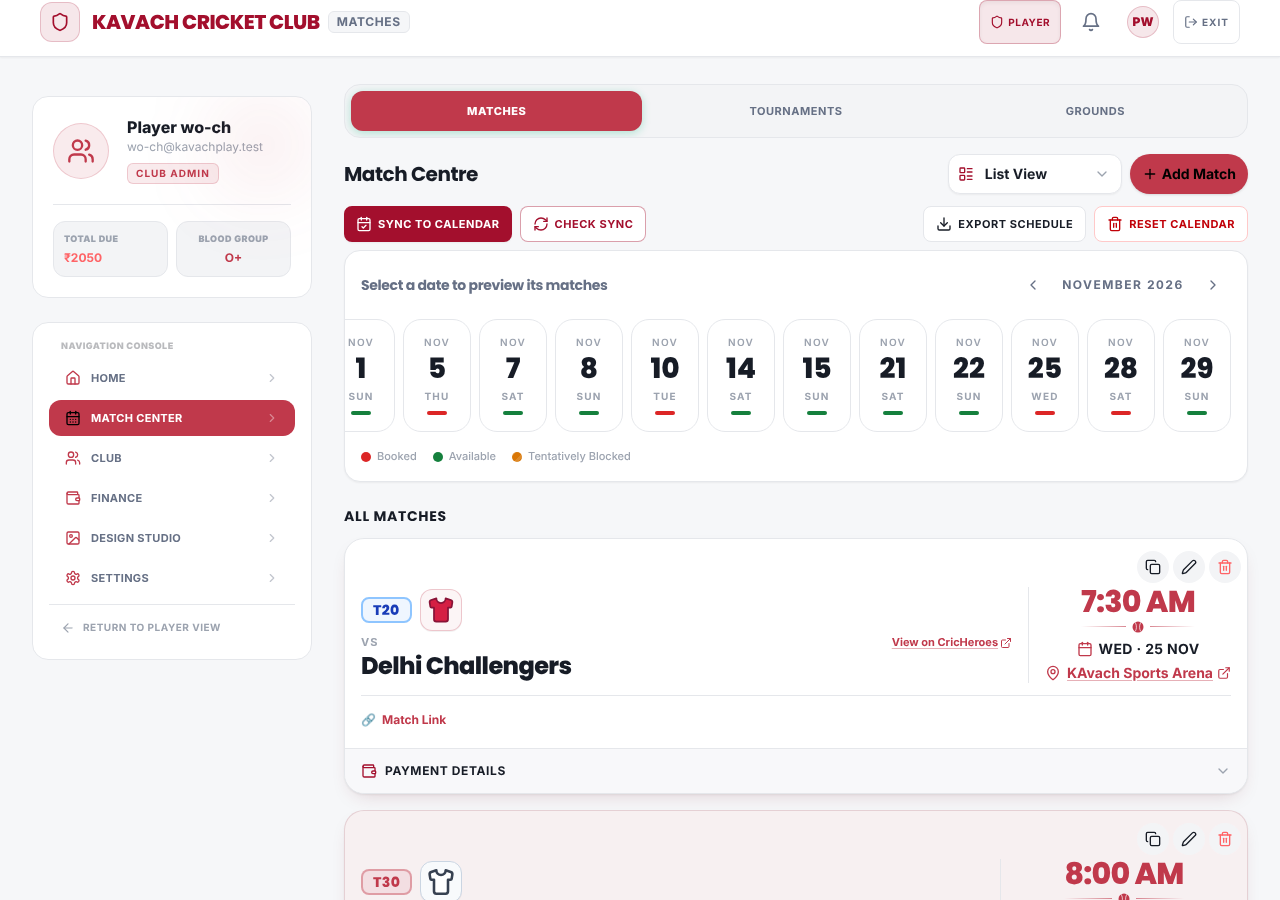 KAVACH CRICKET CLUB MATCHES
PLAYER
PW
EXIT
Player wo-ch
wo-ch@kavachplay.test
CLUB ADMIN
TOTAL DUE
₹2050
BLOOD GROUP
O+
NAVIGATION CONSOLE
HOME
MATCH CENTER
CLUB
FINANCE
DESIGN STUDIO
SETTINGS
RETURN TO PLAYER VIEW
MATCHES
TOURNAMENTS
GROUNDS
Match Centre
List View
+ Add Match
SYNC TO CALENDAR
CHECK SYNC
EXPORT SCHEDULE
RESET CALENDAR
Select a date to preview its matches
NOVEMBER 2026
NOV
1
SUN
NOV
5
THU
NOV
7
SAT
NOV
8
SUN
NOV
10
TUE
NOV
14
SAT
NOV
15
SUN
NOV
21
SAT
NOV
22
SUN
NOV
25
WED
NOV
28
SAT
NOV
29
SUN
Booked
Available
Tentatively Blocked
ALL MATCHES
T20
VS
Delhi Challengers
View on CricHeroes
7:30 AM
WED · 25 NOV
KAvach Sports Arena
Match Link
PAYMENT DETAILS
T30
8:00 AM